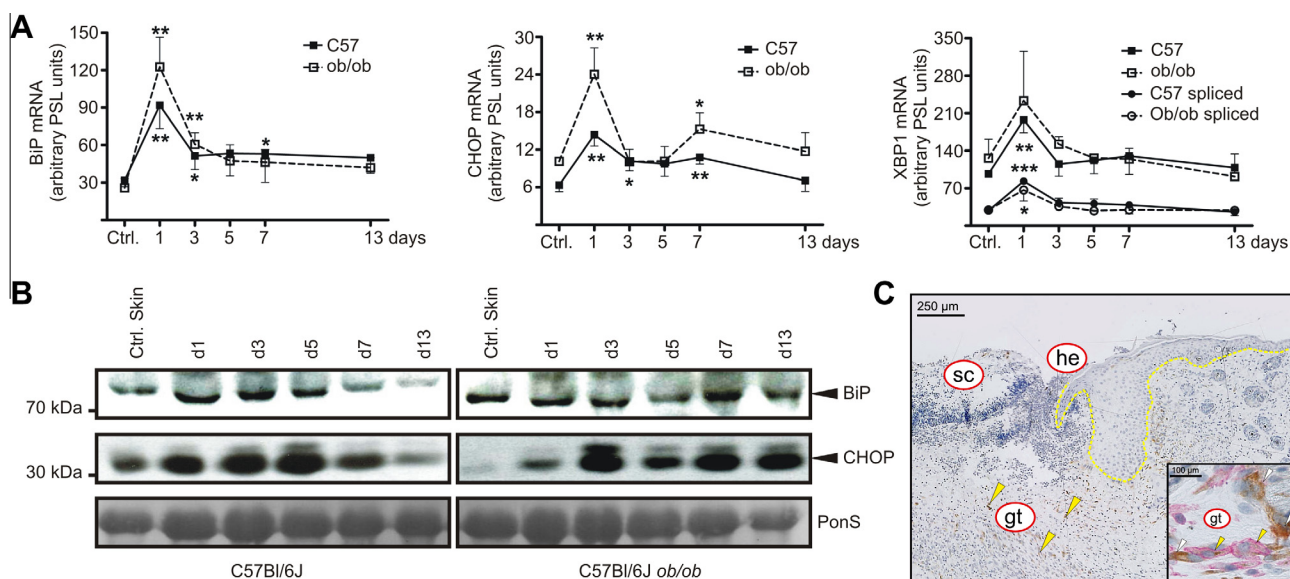 A
BiP mRNA
(arbitrary PSL units)
150
120
90
60
30
**
**
**
*
*
C57
ob/ob
Ctrl. 1 3 5 7 13 days
CHOP mRNA
(arbitrary PSL units)
30
24
18
12
6
**
**
*
*
**
C57
ob/ob
Ctrl. 1 3 5 7 13 days
XBP1 mRNA
(arbitrary PSL units)
350
280
210
140
70
**
***
*
C57
ob/ob
C57 spliced
Ob/ob spliced
Ctrl. 1 3 5 7 13 days
B
Ctrl. Skin d1 d3 d5 d7 d13 Ctrl. Skin d1 d3 d5 d7 d13
70 kDa
BiP
30 kDa
CHOP
PonS
C57Bl/6J
C57Bl/6J ob/ob
C
250 µm
sc
he
gt
100 µm
gt